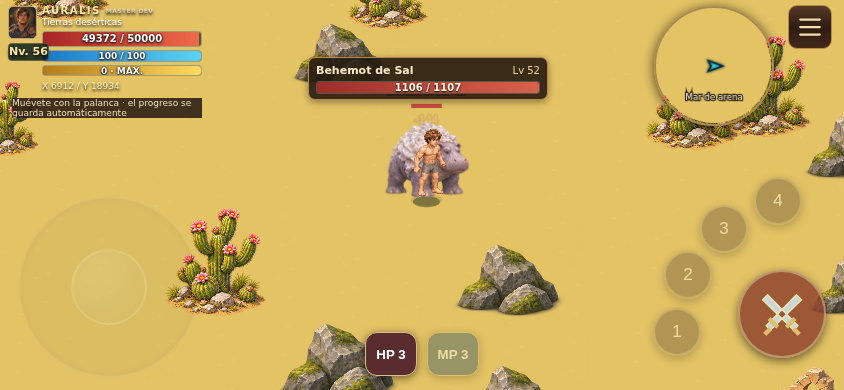 AURALIS MASTER DEV
Tierras desérticas
49372 / 50000
Nv. 56
100 / 100
0 · MÁX.
X 6912 / Y 18934
Muévete con la palanca · el progreso se
guarda automáticamente
Behemot de Sal Lv 52
1106 / 1107
Mar de arena
4
3
2
1
HP 3
MP 3